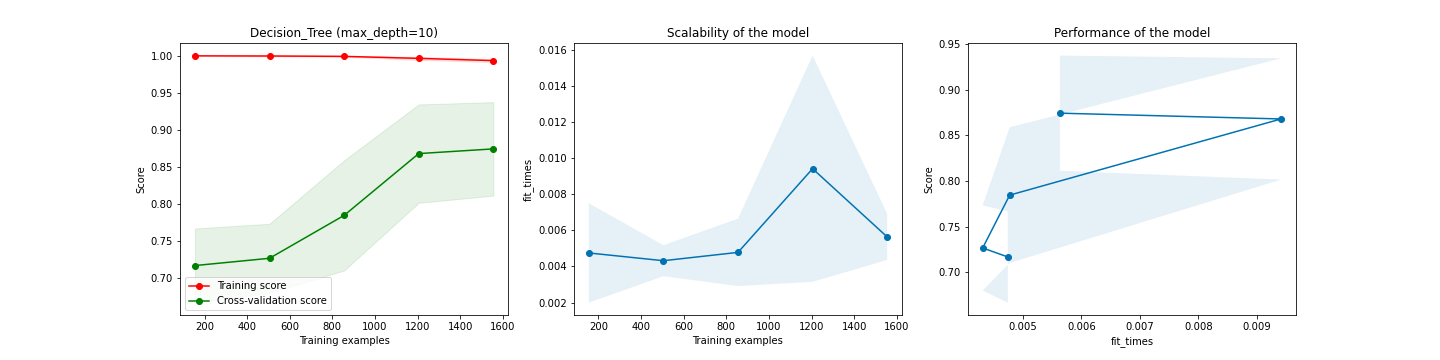 Decision_Tree (max_depth=10)
1.00
0.95
0.90
0.85
0.80
0.75
0.70
Score
Training score
Cross-validation score
200 400 600 800 1000 1200 1400 1600
Training examples
Scalability of the model
0.016
0.014
0.012
0.010
0.008
0.006
0.004
0.002
fit_times
200 400 600 800 1000 1200 1400 1600
Training examples
Performance of the model
0.95
0.90
0.85
0.80
0.75
0.70
Score
0.005 0.006 0.007 0.008 0.009
fit_times